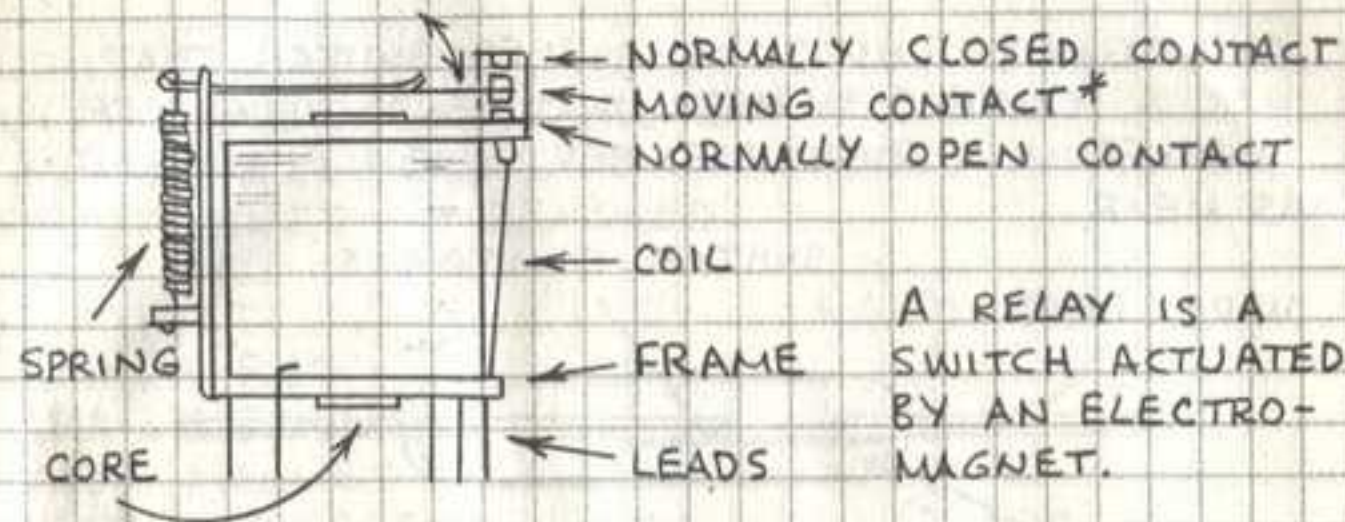 NORMALLY CLOSED CONTACT
MOVING CONTACT*
NORMALLY OPEN CONTACT
COIL
SPRING
FRAME
CORE
LEADS
A RELAY IS A
SWITCH ACTUATED
BY AN ELECTRO-
MAGNET.